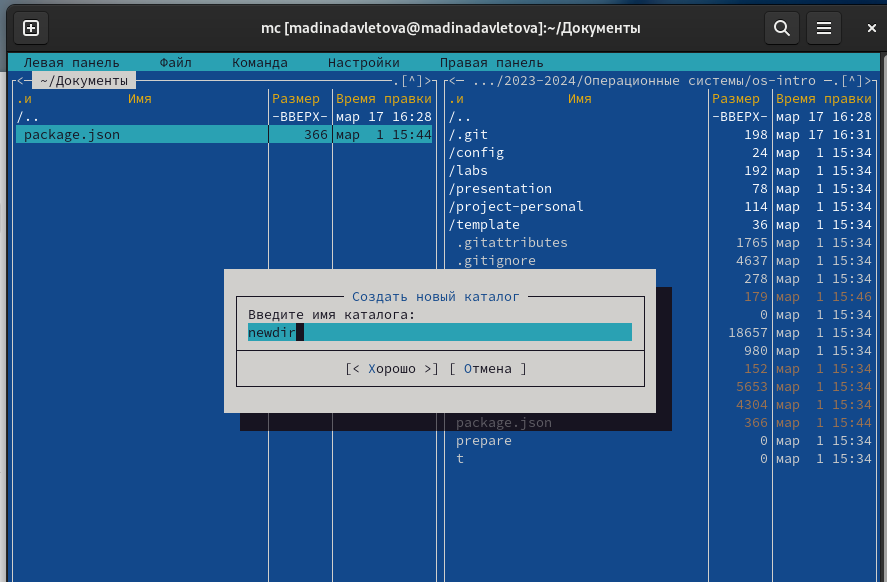 mc [madinadavletova@madinadavletova]:~/Документы
Левая панель Файл Команда Настройки Правая панель
<─ ~/Документы .[^]>
.и Имя Размер Время правки
/.. -ВВЕРХ- мар 17 16:28
package.json 366 мар 1 15:44
<─ .../2023-2024/Операционные системы/os-intro ─.[^]>
.и Имя Размер Время правки
/.. -ВВЕРХ- мар 17 16:28
/.git 198 мар 17 16:31
/config 24 мар 1 15:34
/labs 192 мар 1 15:34
/presentation 78 мар 1 15:34
/project-personal 114 мар 1 15:34
/template 36 мар 1 15:34
.gitattributes 1765 мар 1 15:34
.gitignore 4637 мар 1 15:34
278 мар 1 15:34
179 мар 1 15:46
0 мар 1 15:34
18657 мар 1 15:34
980 мар 1 15:34
152 мар 1 15:34
5653 мар 1 15:34
4304 мар 1 15:34
package.json 366 мар 1 15:44
prepare 0 мар 1 15:34
t 0 мар 1 15:34
Создать новый каталог
Введите имя каталога:
newdir
[< Хорошо >] [ Отмена ]